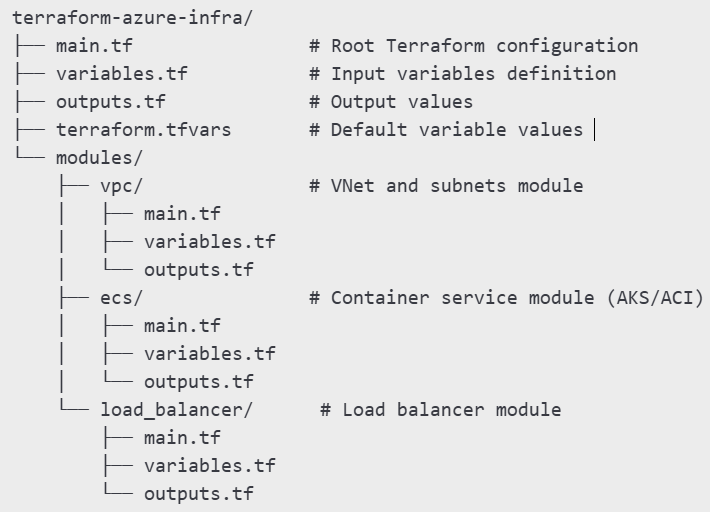 terraform-azure-infra/
├── main.tf                # Root Terraform configuration
├── variables.tf           # Input variables definition
├── outputs.tf             # Output values
├── terraform.tfvars       # Default variable values
└── modules/
    ├── vpc/               # VNet and subnets module
    │   ├── main.tf
    │   ├── variables.tf
    │   └── outputs.tf
    ├── ecs/               # Container service module (AKS/ACI)
    │   ├── main.tf
    │   ├── variables.tf
    │   └── outputs.tf
    └── load_balancer/      # Load balancer module
        ├── main.tf
        ├── variables.tf
        └── outputs.tf